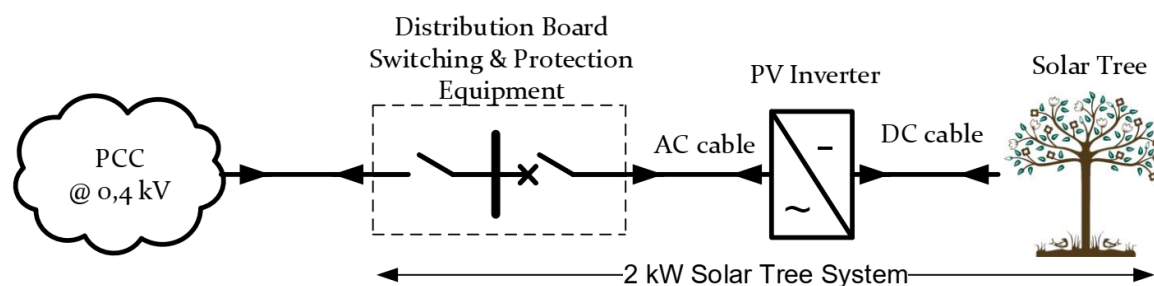 Distribution Board
Switching & Protection
Equipment
PV Inverter
Solar Tree
PCC
@ 0,4 kV
AC cable
DC cable
-
~
2 kW Solar Tree System